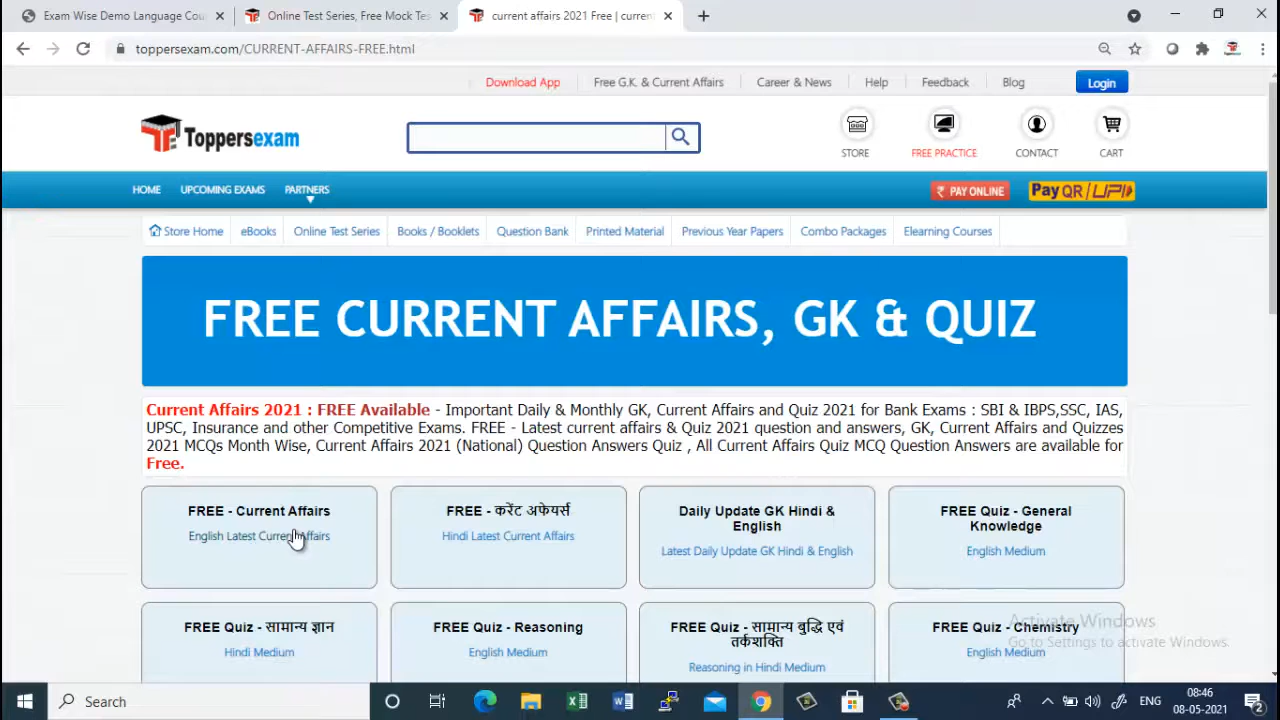 Exam Wise Demo Language Cou
Online Test Series, Free Mock Tes
current affairs 2021 Free | curren
toppersexam.com/CURRENT-AFFAIRS-FREE.html
Download App
Free G.K. & Current Affairs
Career & News
Help
Feedback
Blog
Login
Toppersexam
STORE
FREE PRACTICE
CONTACT
CART
HOME
UPCOMING EXAMS
PARTNERS
₹ PAY ONLINE
Pay QR / UPI
Store Home
eBooks
Online Test Series
Books / Booklets
Question Bank
Printed Material
Previous Year Papers
Combo Packages
Elearning Courses
FREE CURRENT AFFAIRS, GK & QUIZ
Current Affairs 2021 : FREE Available - Important Daily & Monthly GK, Current Affairs and Quiz 2021 for Bank Exams : SBI & IBPS,SSC, IAS,
UPSC, Insurance and other Competitive Exams. FREE - Latest current affairs & Quiz 2021 question and answers, GK, Current Affairs and Quizzes
2021 MCQs Month Wise, Current Affairs 2021 (National) Question Answers Quiz , All Current Affairs Quiz MCQ Question Answers are available for
Free.
FREE - Current Affairs
English Latest Current Affairs
FREE - करेंट अफेयर्स
Hindi Latest Current Affairs
Daily Update GK Hindi &
English
Latest Daily Update GK Hindi & English
FREE Quiz - General
Knowledge
English Medium
FREE Quiz - सामान्य ज्ञान
Hindi Medium
FREE Quiz - Reasoning
English Medium
FREE Quiz - सामान्य बुद्धि एवं
तर्कशक्ति
Reasoning in Hindi Medium
FREE Quiz - Chemistry
English Medium
Activate Windows
Go to Settings to activate Windows.
Search
ENG
08:46
08-05-2021
2